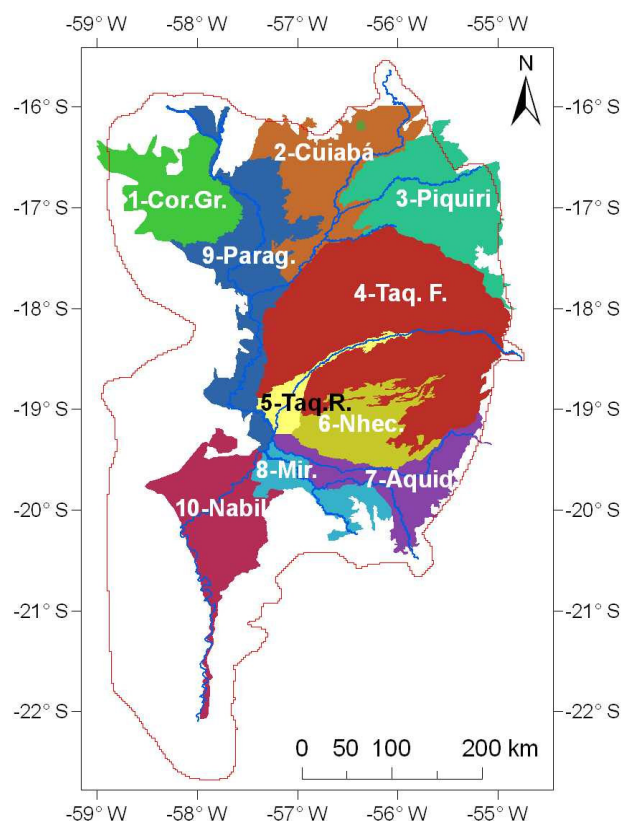 -59° W -58° W -57° W -56° W -55° W
N
-16° S -16° S
2-Cuiabá
-17° S 1-Cor.Gr. 3-Piquiri -17° S
9-Parag.
4-Taq. F.
-18° S -18° S
5-Taq.R.
-19° S -19° S
6-Nhec.
8-Mir. 7-Aquid
10-Nabil
-20° S -20° S
-21° S -21° S
-22° S -22° S
0 50 100 200 km
-59° W -58° W -57° W -56° W -55° W